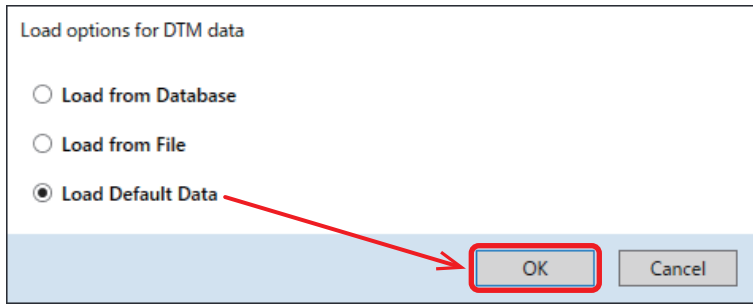 Load options for DTM data
Load from Database
Load from File
Load Default Data
OK
Cancel